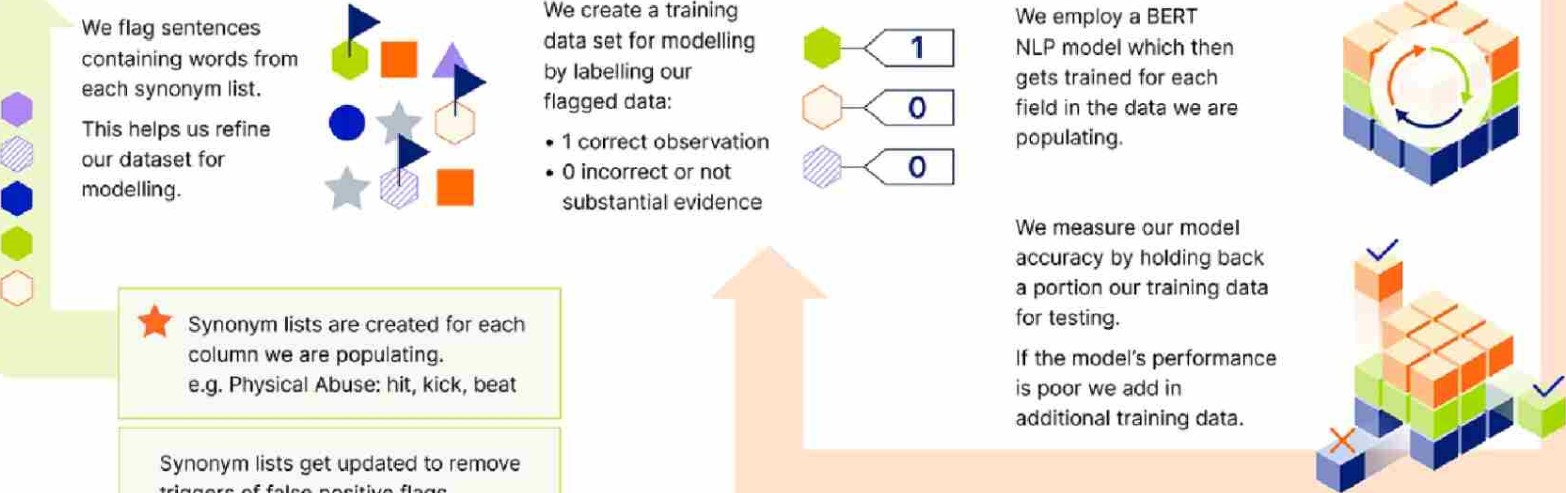 We flag sentences
containing words from
each synonym list.
This helps us refine
our dataset for
modelling.
We create a training
data set for modelling
by labelling our
flagged data:
• 1 correct observation
• 0 incorrect or not
substantial evidence
1
0
0
We employ a BERT
NLP model which then
gets trained for each
field in the data we are
populating.
We measure our model
accuracy by holding back
a portion our training data
for testing.
If the model's performance
is poor we add in
additional training data.
Synonym lists are created for each
column we are populating.
e.g. Physical Abuse: hit, kick, beat
Synonym lists get updated to remove
triggers of false positive flags